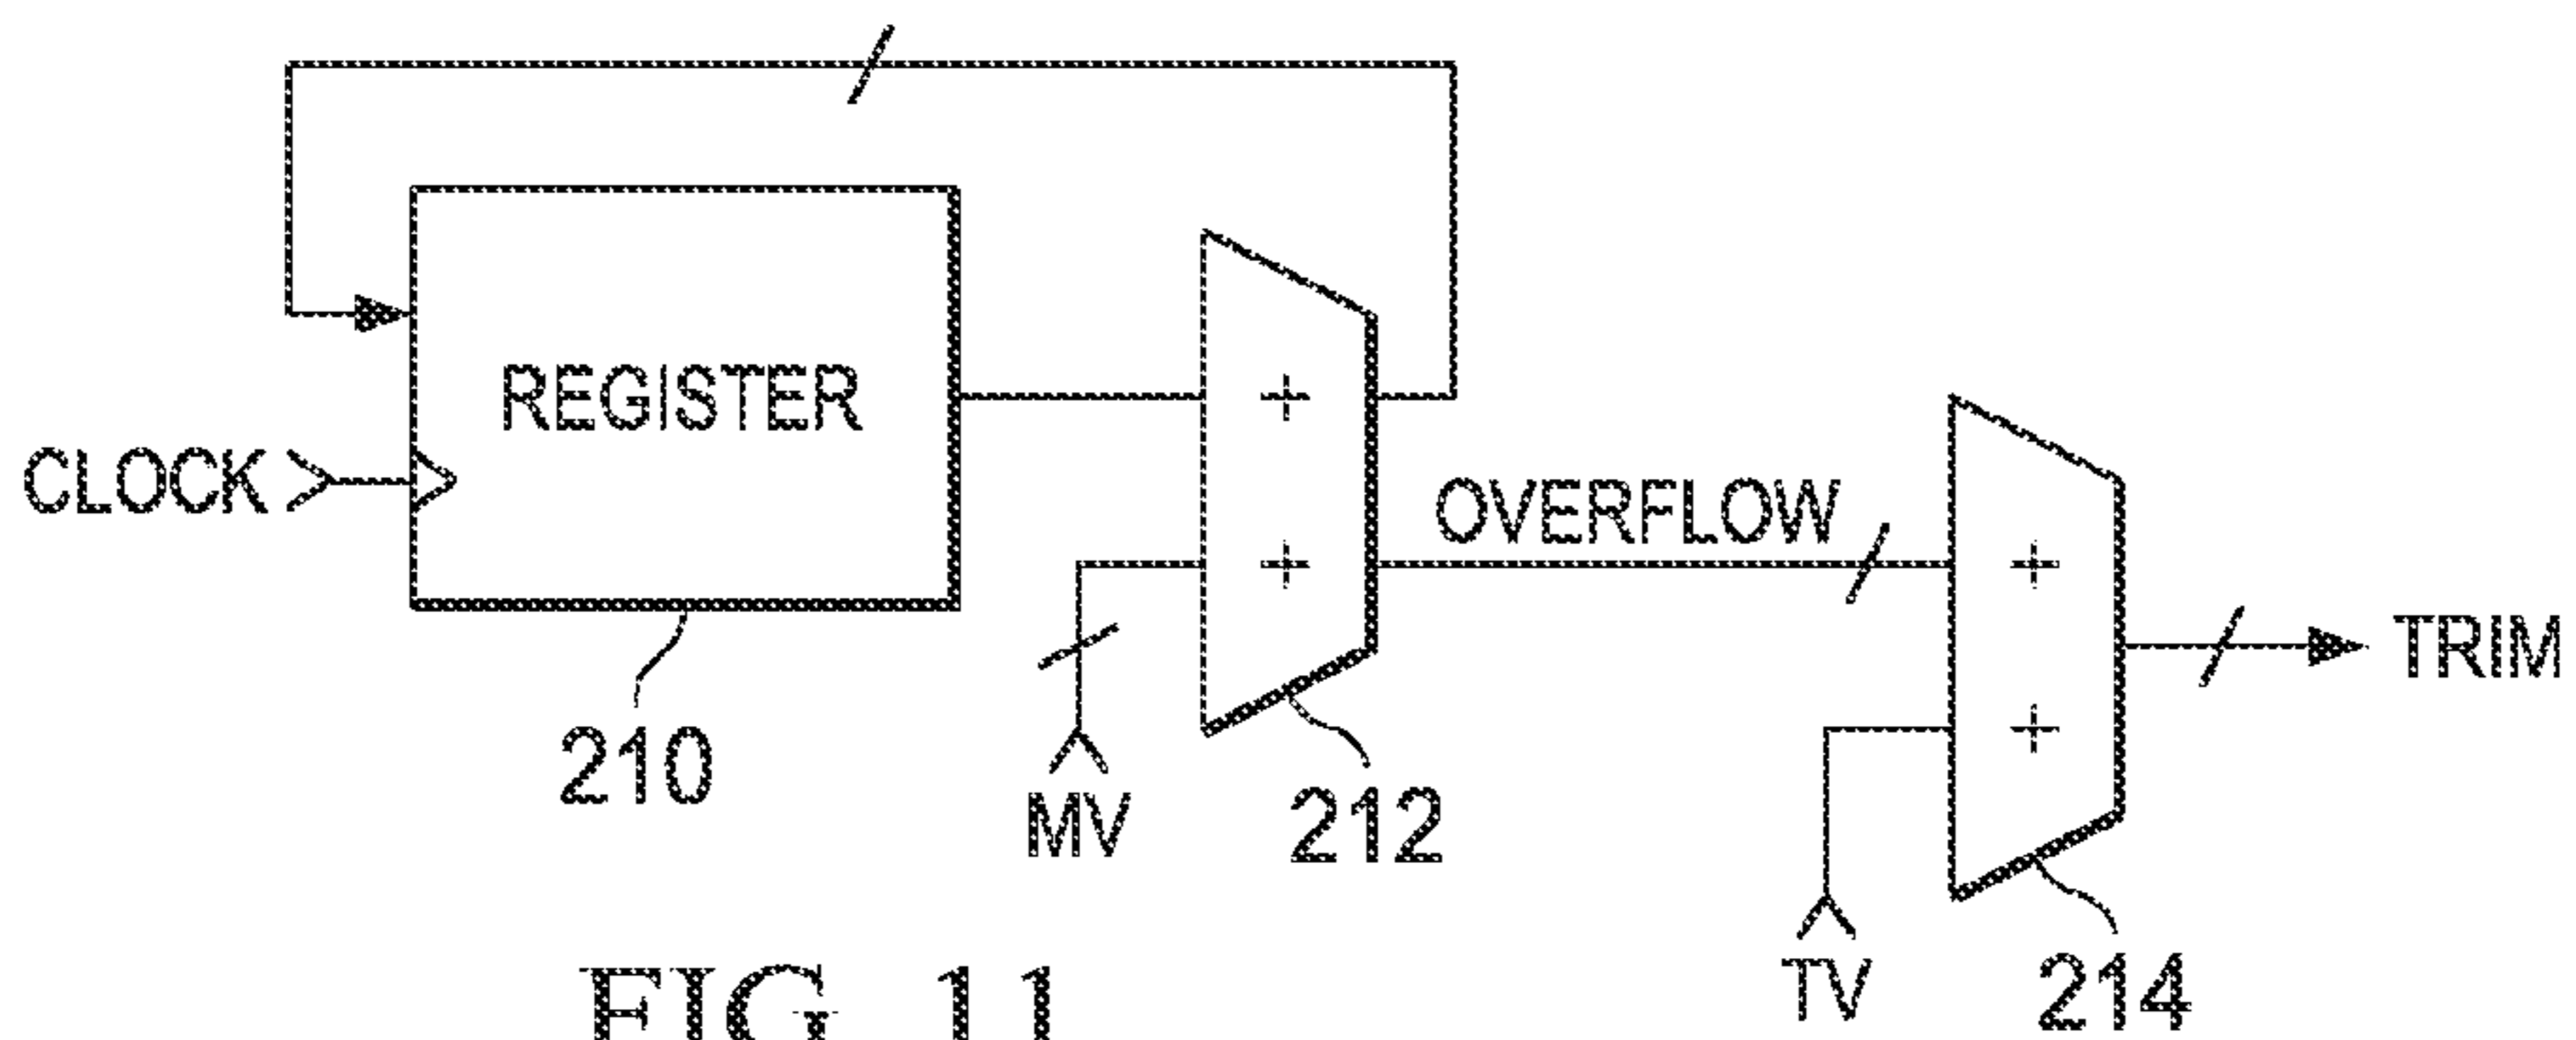 REGISTER
CLOCK
OVERFLOW
TRIM
210
MV
212
TV
214
FIG. 11